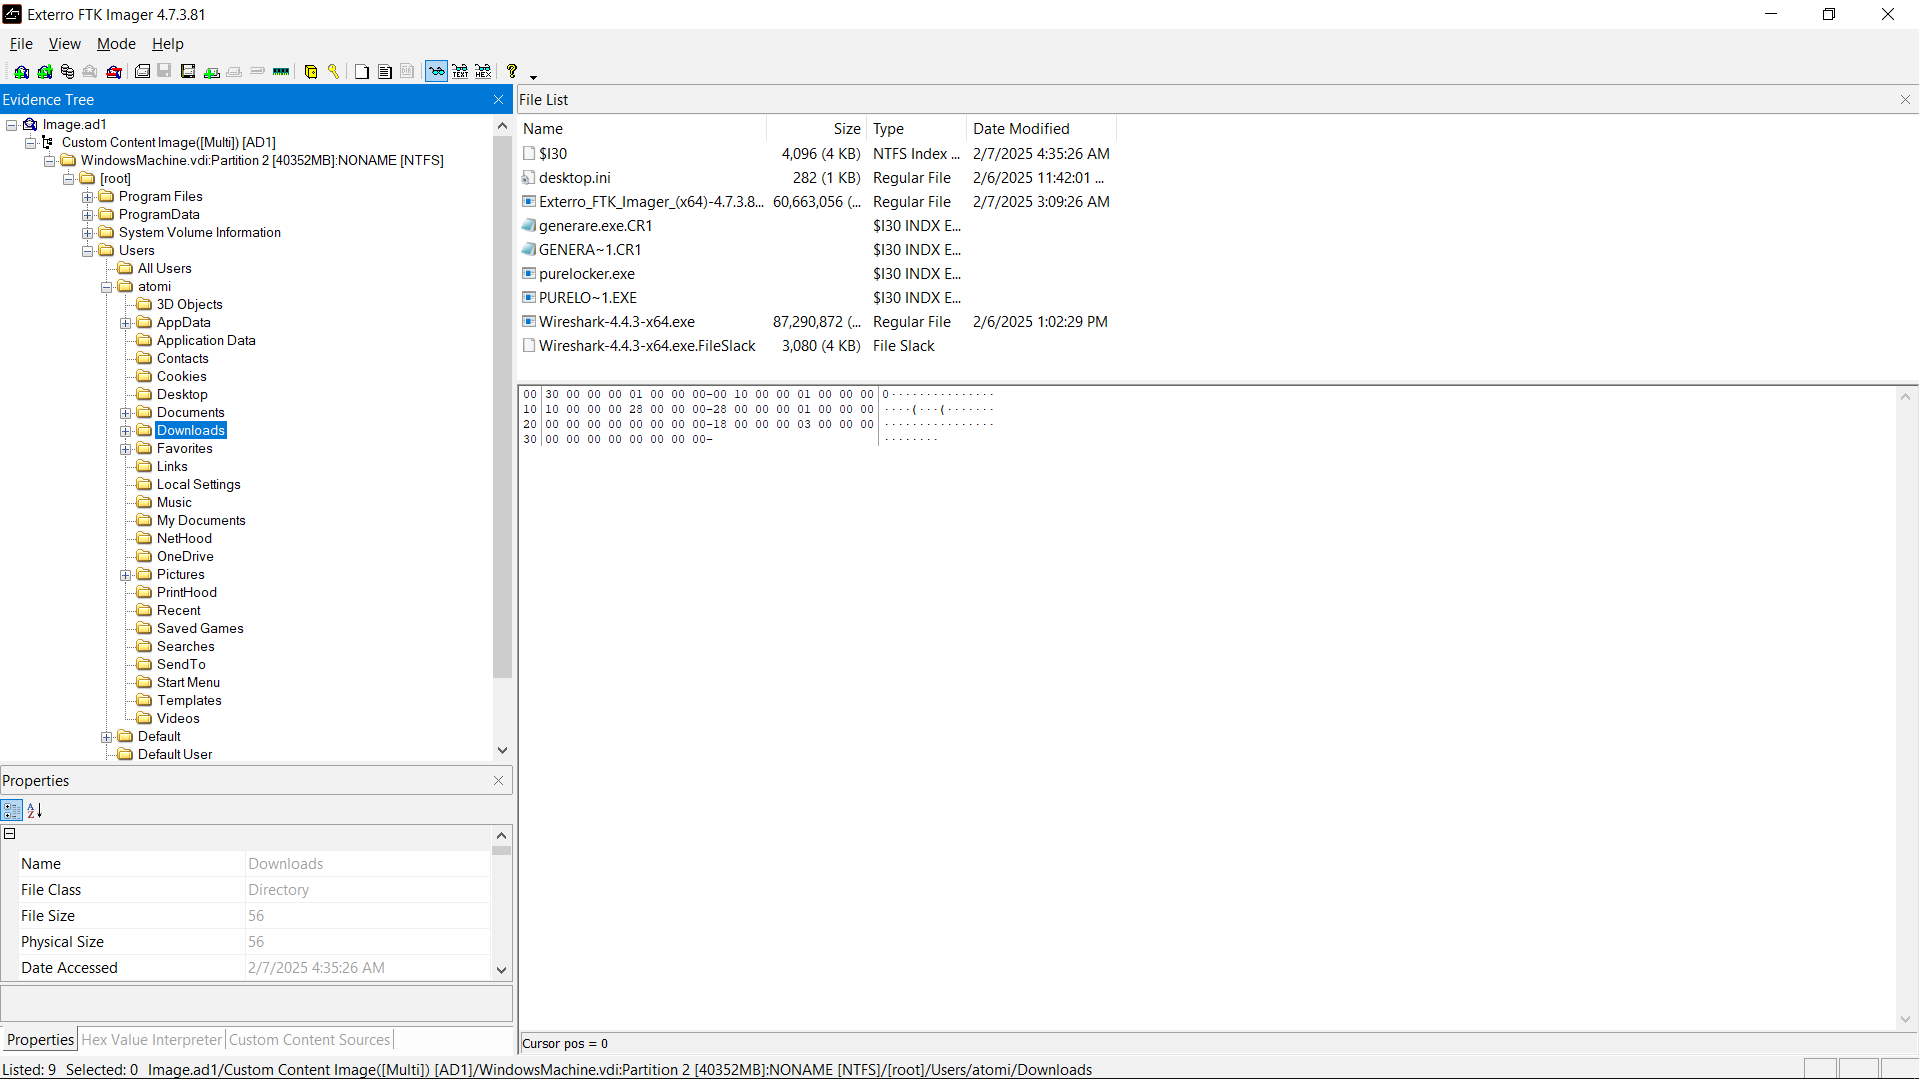 Exterro FTK Imager 4.7.3.81
File View Mode Help
Evidence Tree
Image.ad1
Custom Content Image([Multi]) [AD1]
WindowsMachine.vdi:Partition 2 [40352MB]:NONAME [NTFS]
[root]
Program Files
ProgramData
System Volume Information
Users
All Users
atomi
3D Objects
AppData
Application Data
Contacts
Cookies
Desktop
Documents
Downloads
Favorites
Links
Local Settings
Music
My Documents
NetHood
OneDrive
Pictures
PrintHood
Recent
Saved Games
Searches
SendTo
Start Menu
Templates
Videos
Default
Default User
Properties
Name Downloads
File Class Directory
File Size 56
Physical Size 56
Date Accessed 2/7/2025 4:35:26 AM
Properties Hex Value Interpreter Custom Content Sources
File List
Name Size Type Date Modified
$I30 4,096 (4 KB) NTFS Index ... 2/7/2025 4:35:26 AM
desktop.ini 282 (1 KB) Regular File 2/6/2025 11:42:01 ...
Exterro_FTK_Imager_(x64)-4.7.3.8... 60,663,056 (... Regular File 2/7/2025 3:09:26 AM
generare.exe.CR1 $I30 INDX E...
GENERA~1.CR1 $I30 INDX E...
purelocker.exe $I30 INDX E...
PURELO~1.EXE $I30 INDX E...
Wireshark-4.4.3-x64.exe 87,290,872 (... Regular File 2/6/2025 1:02:29 PM
Wireshark-4.4.3-x64.exe.FileSlack 3,080 (4 KB) File Slack
00 30 00 00 00 01 00 00 00-00 10 00 00 01 00 00 00 0···············
10 10 00 00 00 28 00 00 00-28 00 00 00 01 00 00 00 ····(···(·······
20 00 00 00 00 00 00 00 00-18 00 00 00 03 00 00 00 ················
30 00 00 00 00 00 00 00 00- ········
Cursor pos = 0
Listed: 9 Selected: 0 Image.ad1/Custom Content Image([Multi]) [AD1]/WindowsMachine.vdi:Partition 2 [40352MB]:NONAME [NTFS]/[root]/Users/atomi/Downloads